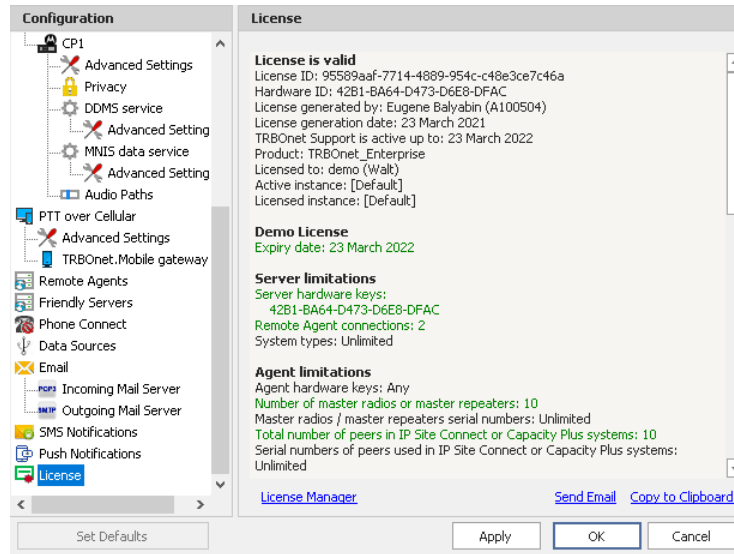 Configuration
CP1
Advanced Settings
Privacy
DDMS service
Advanced Setting
MNIS data service
Advanced Setting
Audio Paths
PTT over Cellular
Advanced Settings
TRBOnet.Mobile gateway
Remote Agents
Friendly Servers
Phone Connect
Data Sources
Email
POP3 Incoming Mail Server
SMTP Outgoing Mail Server
SMS Notifications
Push Notifications
License
Set Defaults
License
License is valid
License ID: 95589aaf-7714-4889-954c-c48e3ce7c46a
Hardware ID: 42B1-BA64-D473-D6E8-DFAC
License generated by: Eugene Balyabin (A100504)
License generation date: 23 March 2021
TRBOnet Support is active up to: 23 March 2022
Product: TRBOnet_Enterprise
Licensed to: demo (Walt)
Active instance: [Default]
Licensed instance: [Default]
Demo License
Expiry date: 23 March 2022
Server limitations
Server hardware keys:
42B1-BA64-D473-D6E8-DFAC
Remote Agent connections: 2
System types: Unlimited
Agent limitations
Agent hardware keys: Any
Number of master radios or master repeaters: 10
Master radios / master repeaters serial numbers: Unlimited
Total number of peers in IP Site Connect or Capacity Plus systems: 10
Serial numbers of peers used in IP Site Connect or Capacity Plus systems:
Unlimited
License Manager
Send Email
Copy to Clipboard
Apply
OK
Cancel